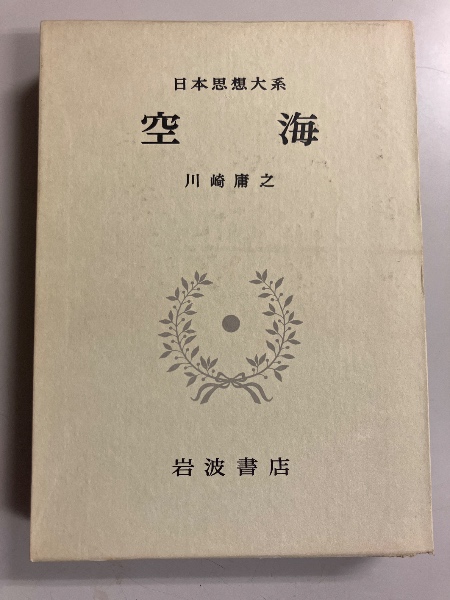 日本思想大系
空海
川崎庸之
岩波書店